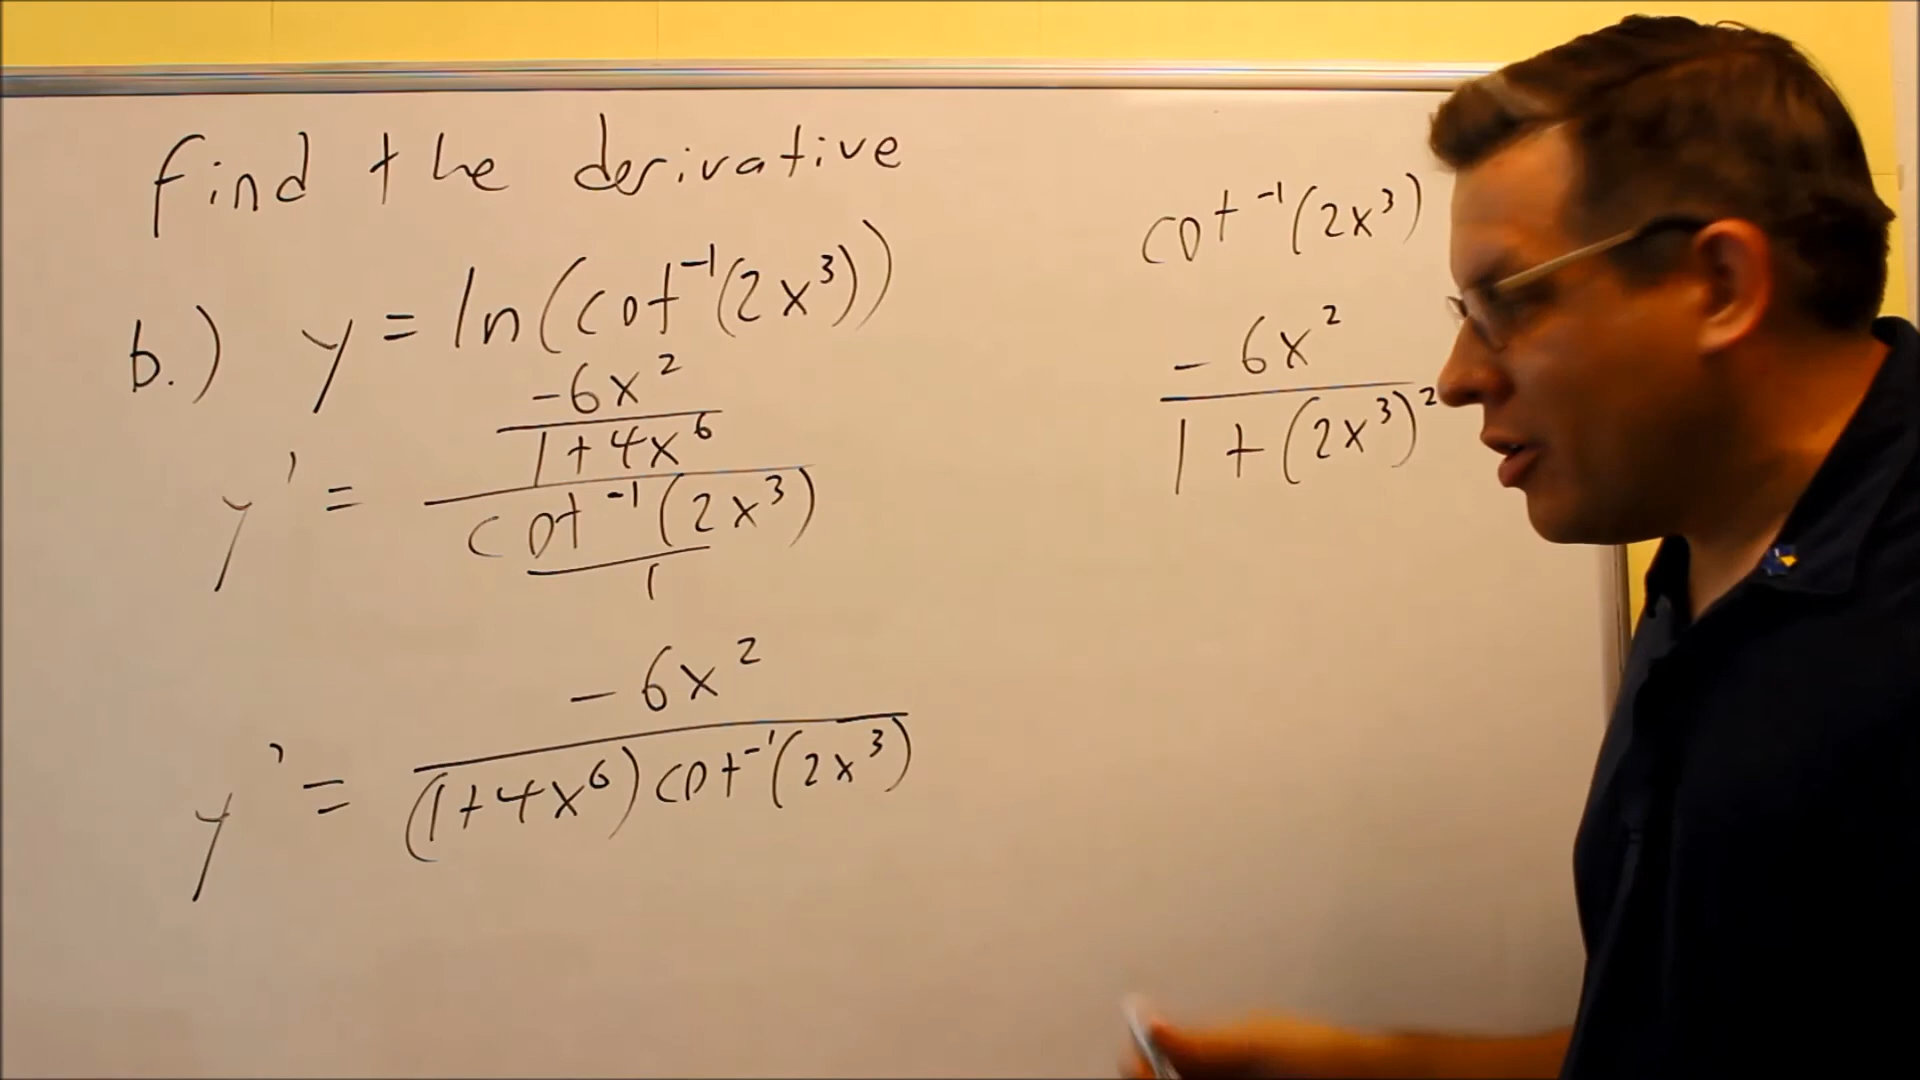 find the derivative
b.) y = ln(cot⁻¹(2x³))
y' = -6x²
1+4x⁶
cot⁻¹(2x³)
1
y' = -6x²
(1+4x⁶)cot⁻¹(2x³)
cot⁻¹(2x³)
-6x²
1+(2x³)²